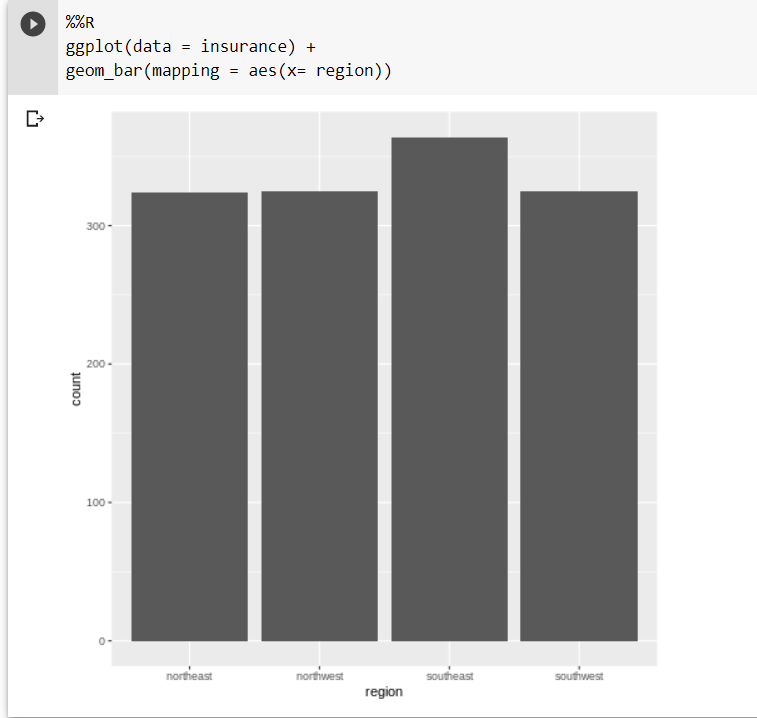 %%R
ggplot(data = insurance) +
geom_bar(mapping = aes(x= region))
300
200
100
0
count
northeast northwest southeast southwest
region